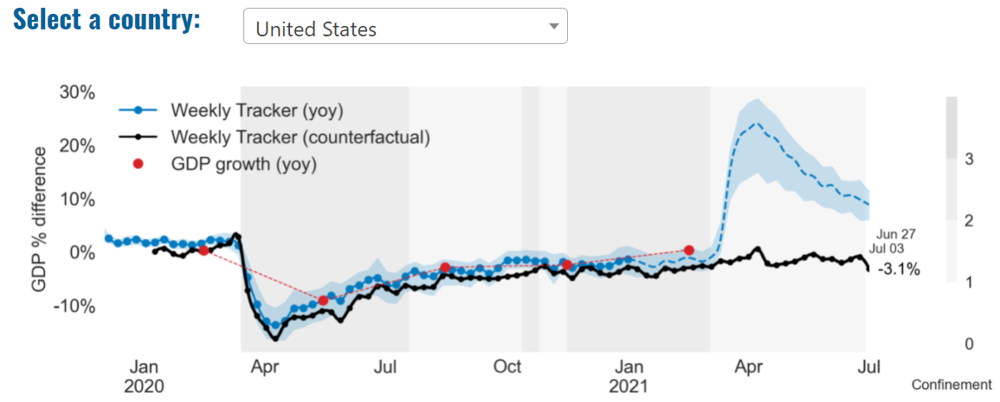 Select a country:
United States
30%
20%
10%
0%
-10%
GDP % difference
Weekly Tracker (yoy)
Weekly Tracker (counterfactual)
GDP growth (yoy)
Jun 27
Jul 03
-3.1%
3
2
1
0
Confinement
Jan
2020
Apr
Jul
Oct
Jan
2021
Apr
Jul